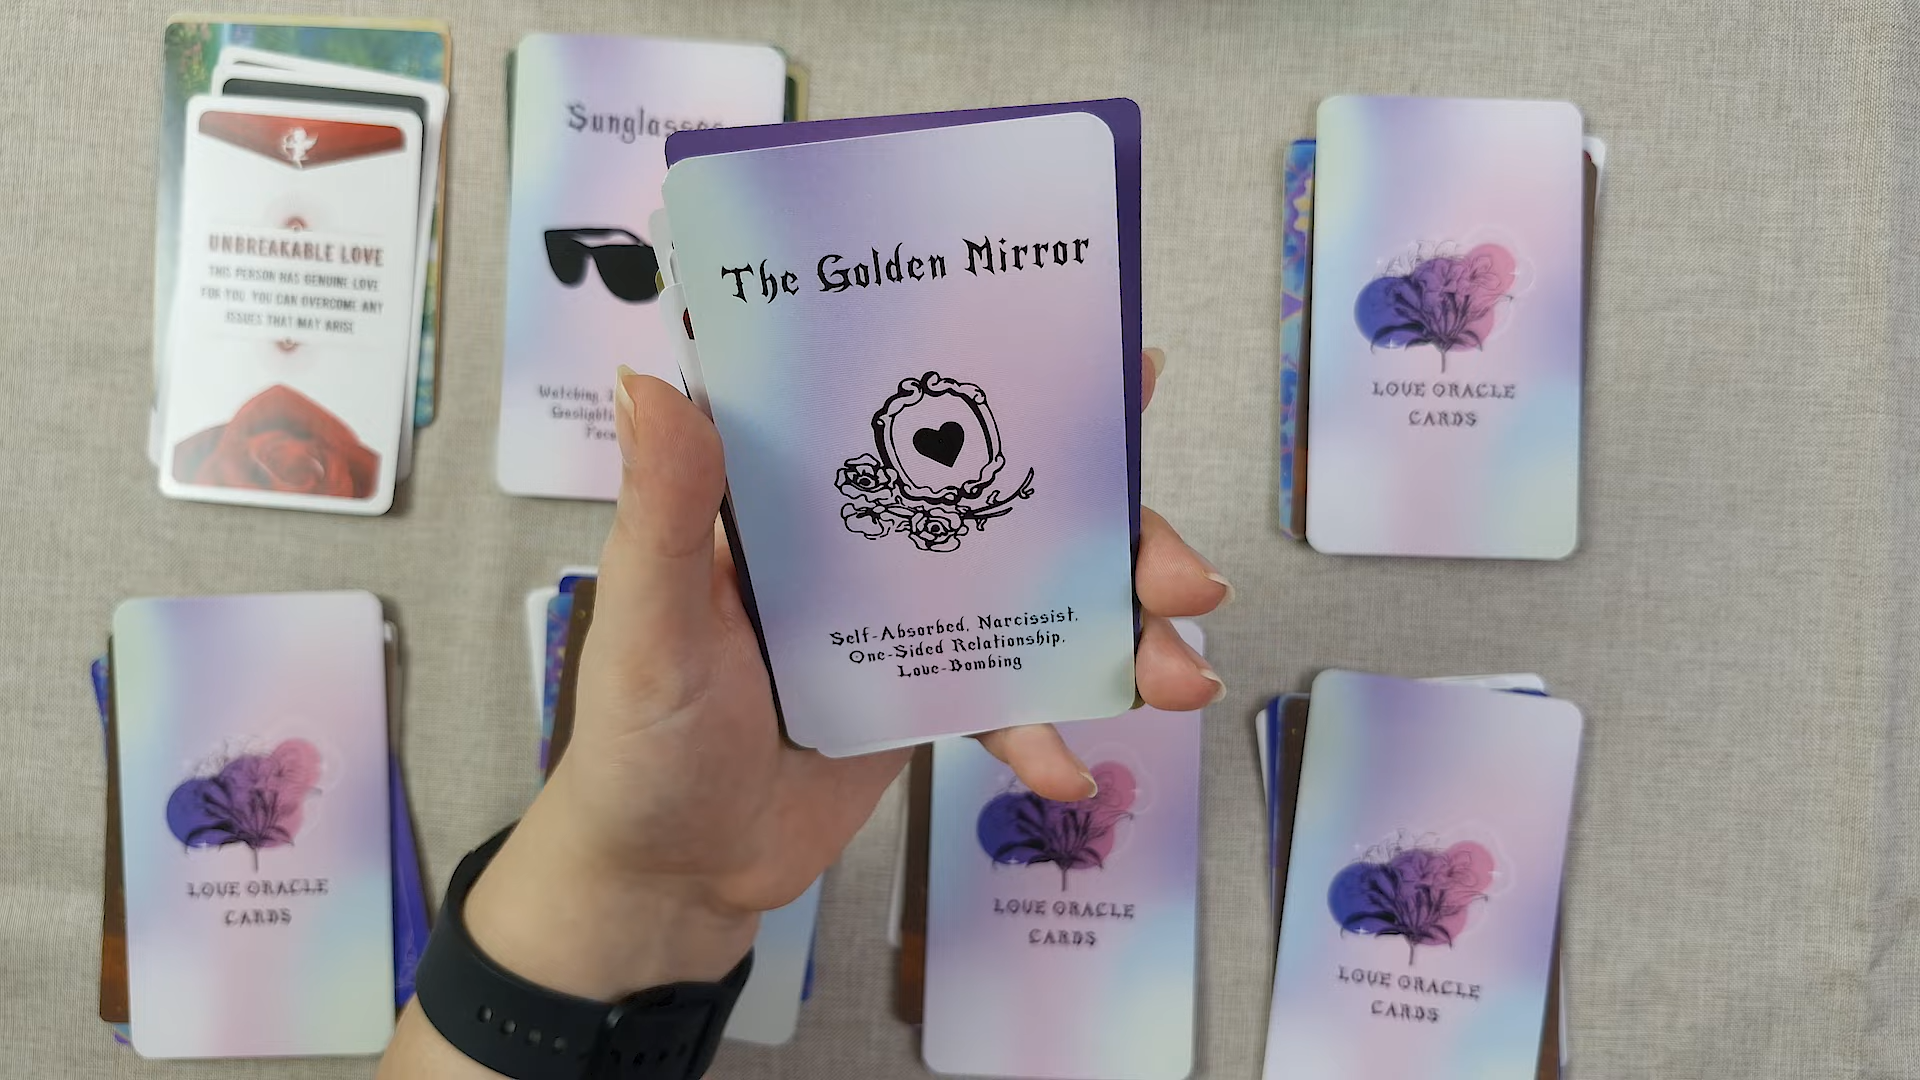 UNBREAKABLE LOVE
THIS PERSON HAS GENUINE LOVE
FOR YOU. YOU CAN OVERCOME ANY
ISSUES THAT MAY ARISE
Sunglasses
Watching,
The Golden Mirror
Self-Absorbed, Narcissist,
One-Sided Relationship,
Love-Bombing
LOVE ORACLE
CARDS
LOVE ORACLE
CARDS
LOVE ORACLE
CARDS
LOVE ORACLE
CARDS